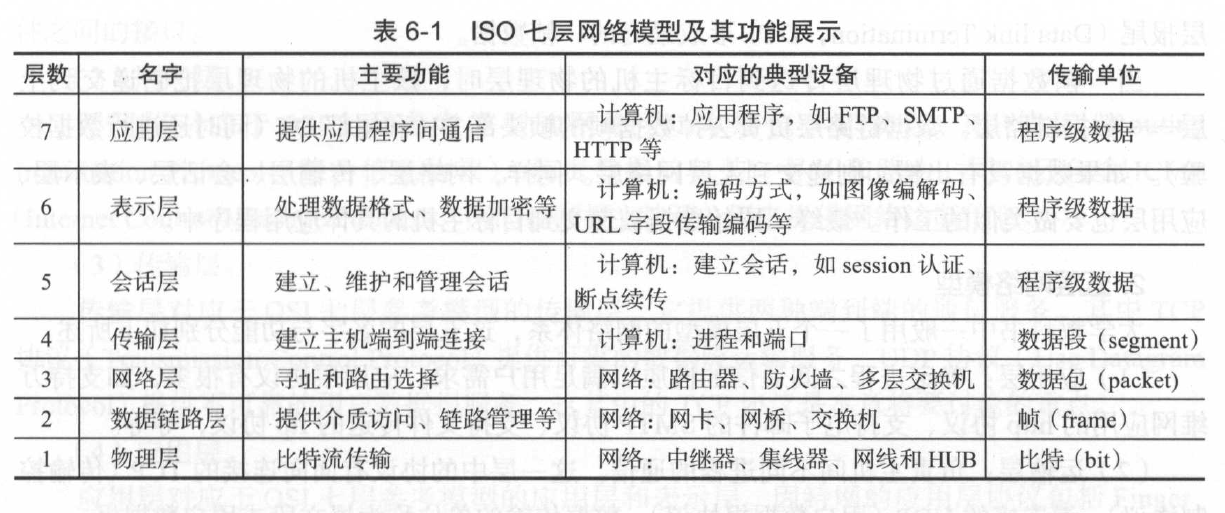 表 6-1 ISO 七层网络模型及其功能展示
层数 名字 主要功能 对应的典型设备 传输单位
7 应用层 提供应用程序间通信 计算机：应用程序，如 FTP、SMTP、HTTP 等 程序级数据
6 表示层 处理数据格式、数据加密等 计算机：编码方式，如图像编解码、URL 字段传输编码等 程序级数据
5 会话层 建立、维护和管理会话 计算机：建立会话，如 session 认证、断点续传 程序级数据
4 传输层 建立主机端到端连接 计算机：进程和端口 数据段（segment）
3 网络层 寻址和路由选择 网络：路由器、防火墙、多层交换机 数据包（packet）
2 数据链路层 提供介质访问、链路管理等 网络：网卡、网桥、交换机 帧（frame）
1 物理层 比特流传输 网络：中继器、集线器、网线和 HUB 比特（bit）